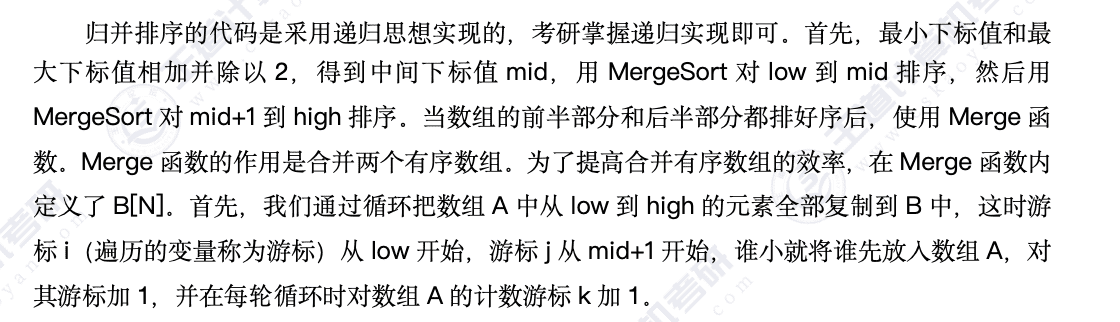 归并排序的代码是采用递归思想实现的，考研掌握递归实现即可。首先，最小下标值和最
大下标值相加并除以 2，得到中间下标值 mid，用 MergeSort 对 low 到 mid 排序，然后用
MergeSort 对 mid+1 到 high 排序。当数组的前半部分和后半部分都排好序后，使用 Merge 函
数。Merge 函数的作用是合并两个有序数组。为了提高合并有序数组的效率，在 Merge 函数内
定义了 B[N]。首先，我们通过循环把数组 A 中从 low 到 high 的元素全部复制到 B 中，这时游
标 i（遍历的变量称为游标）从 low 开始，游标 j 从 mid+1 开始，谁小就将谁先放入数组 A，对
其游标加 1，并在每轮循环时对数组 A 的计数游标 k 加 1。